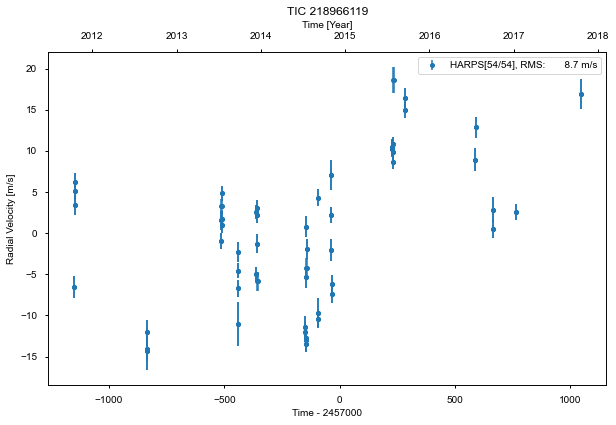 TIC 218966119
Time [Year]
2012 2013 2014 2015 2016 2017 2018
HARPS[54/54], RMS: 8.7 m/s
20
15
10
5
0
−5
−10
−15
Radial Velocity [m/s]
−1000 −500 0 500 1000
Time - 2457000